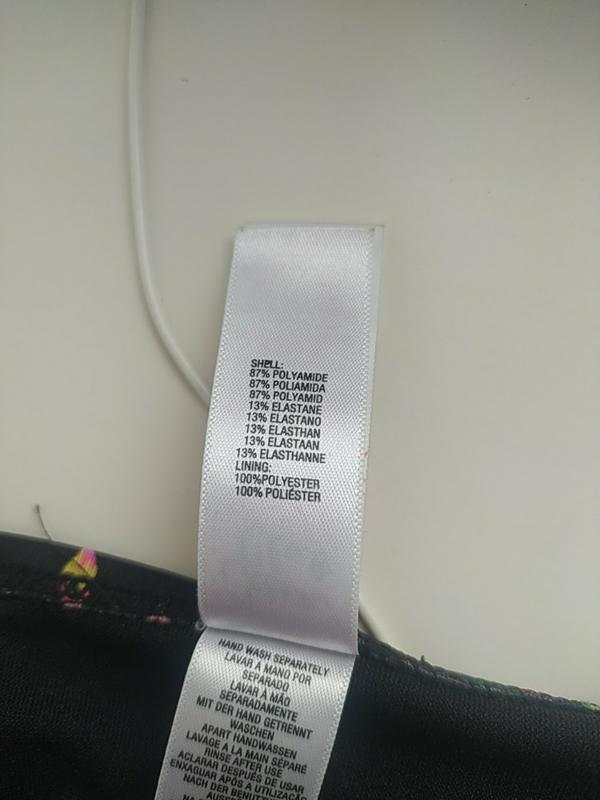 SHELL:
87% POLYAMIDE
87% POLIAMIDA
87% POLYAMID
13% ELASTANE
13% ELASTANO
13% ELASTHAN
13% ELASTAAN
13% ELASTHANNE
LINING:
100%POLYESTER
100% POLIÉSTER
HAND WASH SEPARATELY
LAVAR A MANO POR
SEPARADO
LAVAR À MÃO
SEPARADAMENTE
MIT DER HAND GETRENNT
WASCHEN
APART HANDWASSEN
LAVAGE A LA MAIN SÉPARÉ
RINSE AFTER USE
ACLARAR DESPUÉS DE USAR
ENXAGUAR APÓS A UTILIZAÇÃO
NACH DER